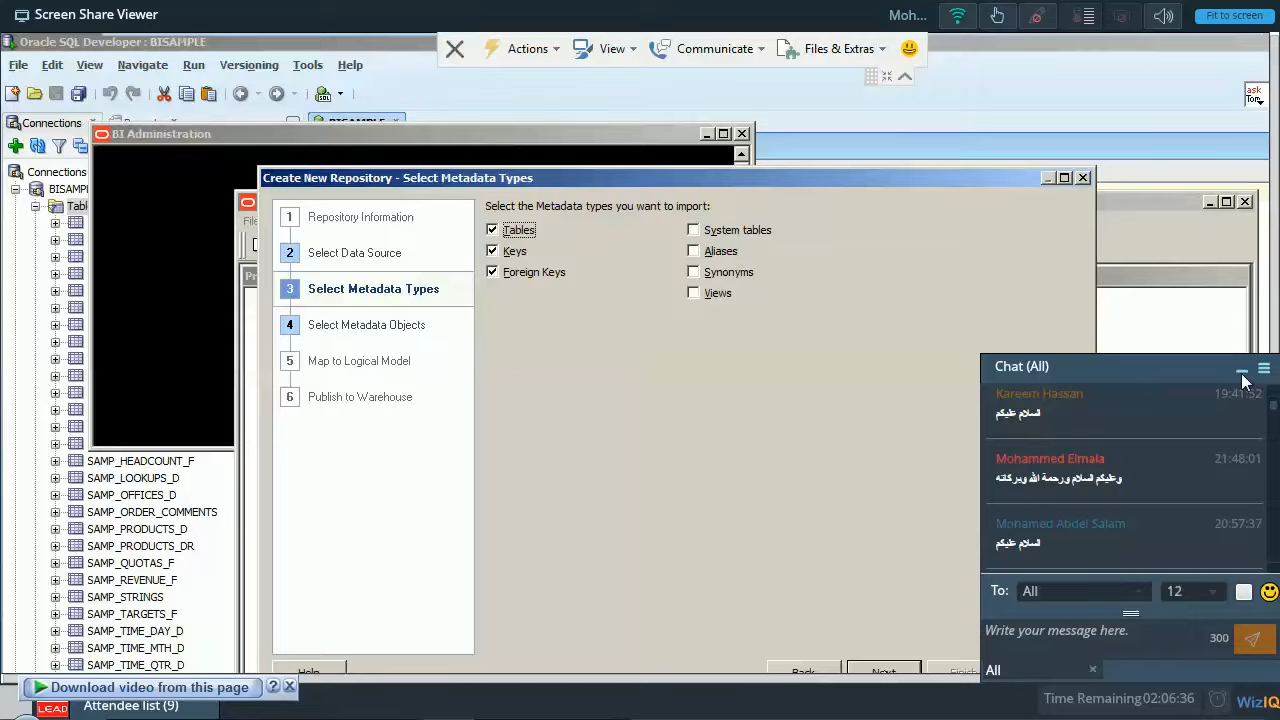 Screen Share Viewer
Moh...
Fit to screen
Oracle SQL Developer : BISAMPLE
Actions
View
Communicate
Files & Extras
File Edit View Navigate Run Versioning Tools Help
ask
Connections
BISAMPLE
BI Administration
Create New Repository - Select Metadata Types
Connections
BISAMPL
Tabl
1 Repository Information
2 Select Data Source
3 Select Metadata Types
4 Select Metadata Objects
5 Map to Logical Model
6 Publish to Warehouse
Select the Metadata types you want to import:
Tables
Keys
Foreign Keys
System tables
Aliases
Synonyms
Views
SAMP_HEADCOUNT_F
SAMP_LOOKUPS_D
SAMP_OFFICES_D
SAMP_ORDER_COMMENTS
SAMP_PRODUCTS_D
SAMP_PRODUCTS_DR
SAMP_QUOTAS_F
SAMP_REVENUE_F
SAMP_STRINGS
SAMP_TARGETS_F
SAMP_TIME_DAY_D
SAMP_TIME_MTH_D
SAMP_TIME_QTR_D
Help
Back
Next
Finish
Chat (All)
Kareem Hassan 19:41:52
السلام عليكم
Mohammed Elmala 21:48:01
وعليكم السلام ورحمة الله وبركاته
Mohamed Abdel Salam 20:57:37
السلام عليكم
To: All 12
Write your message here. 300
All
Download video from this page
LEAD
Attendee list (9)
Time Remaining 02:06:36
WizIQ